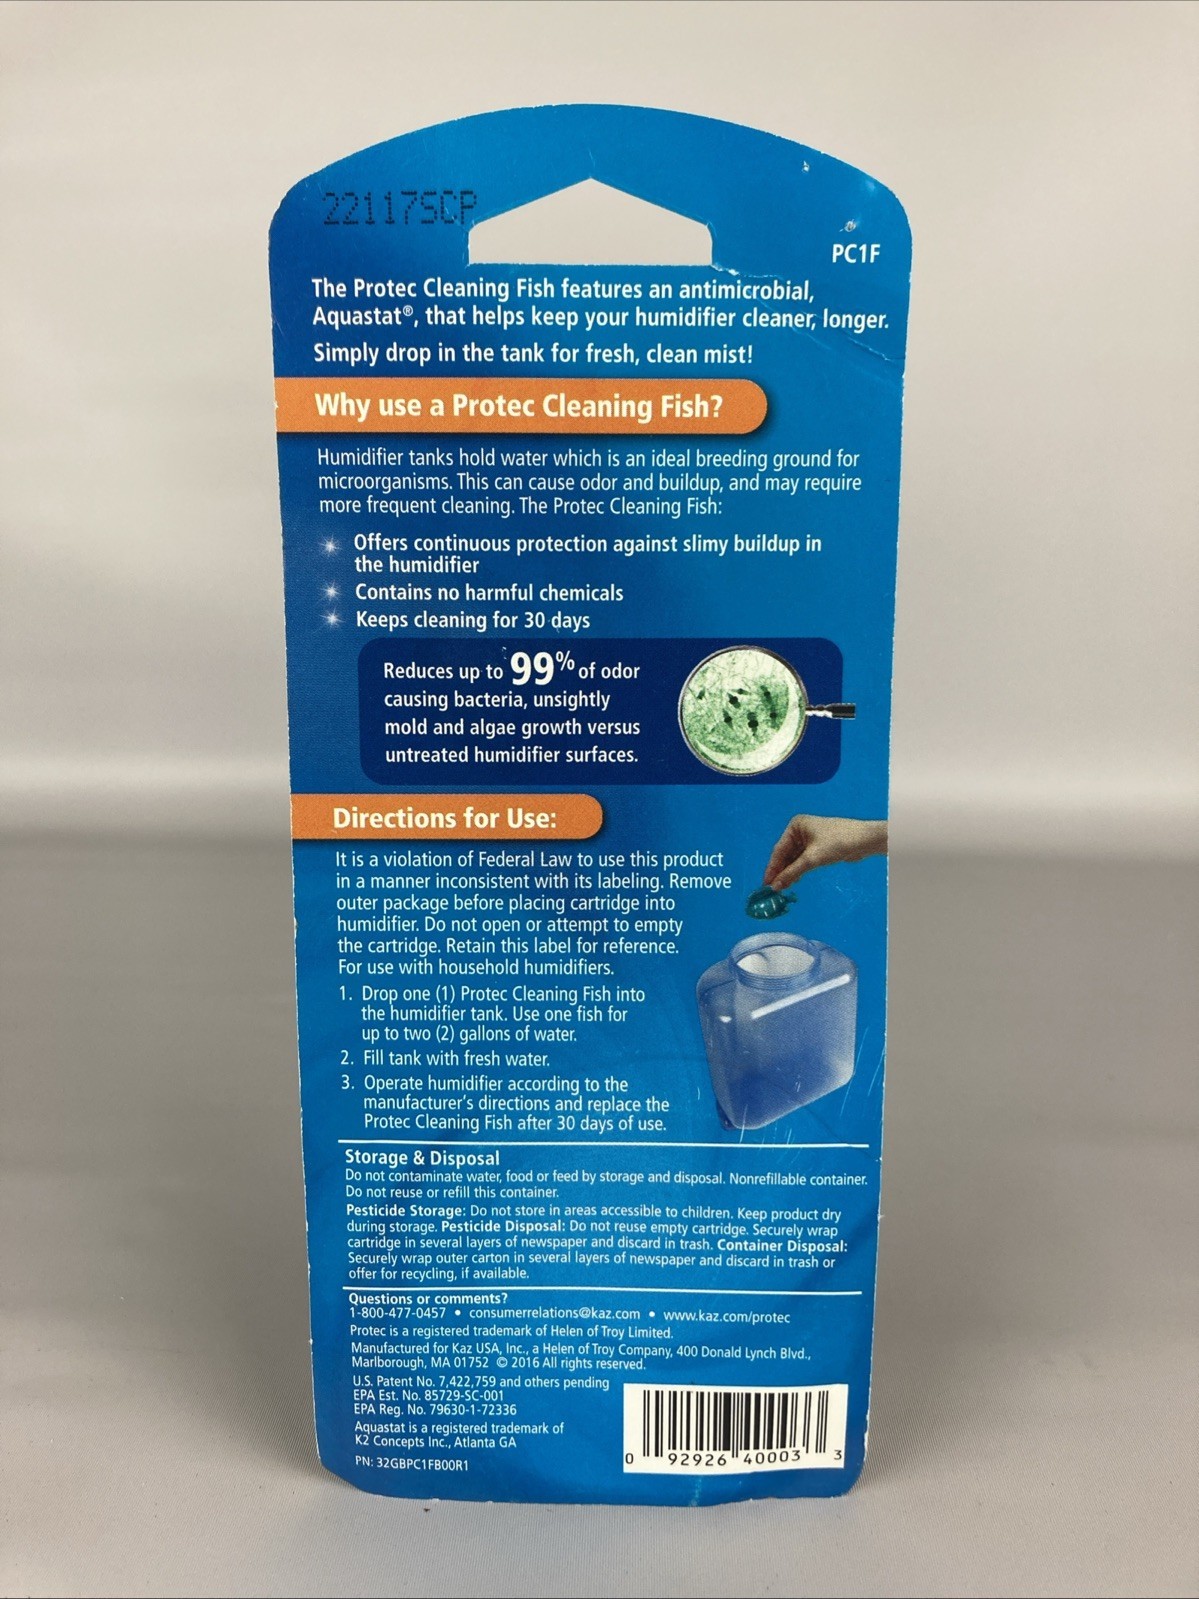 22117SCP
PC1F
The Protec Cleaning Fish features an antimicrobial,
Aquastat®, that helps keep your humidifier cleaner, longer.
Simply drop in the tank for fresh, clean mist!
Why use a Protec Cleaning Fish?
Humidifier tanks hold water which is an ideal breeding ground for
microorganisms. This can cause odor and buildup, and may require
more frequent cleaning. The Protec Cleaning Fish:
Offers continuous protection against slimy buildup in
the humidifier
Contains no harmful chemicals
Keeps cleaning for 30 days
Reduces up to 99% of odor
causing bacteria, unsightly
mold and algae growth versus
untreated humidifier surfaces.
Directions for Use:
It is a violation of Federal Law to use this product
in a manner inconsistent with its labeling. Remove
outer package before placing cartridge into
humidifier. Do not open or attempt to empty
the cartridge. Retain this label for reference.
For use with household humidifiers.
1. Drop one (1) Protec Cleaning Fish into
the humidifier tank. Use one fish for
up to two (2) gallons of water.
2. Fill tank with fresh water.
3. Operate humidifier according to the
manufacturer's directions and replace the
Protec Cleaning Fish after 30 days of use.
Storage & Disposal
Do not contaminate water, food or feed by storage and disposal. Nonrefillable container.
Do not reuse or refill this container.
Pesticide Storage: Do not store in areas accessible to children. Keep product dry
during storage. Pesticide Disposal: Do not reuse empty cartridge. Securely wrap
cartridge in several layers of newspaper and discard in trash. Container Disposal:
Securely wrap outer carton in several layers of newspaper and discard in trash or
offer for recycling, if available.
Questions or comments?
1-800-477-0457 • consumerrelations@kaz.com • www.kaz.com/protec
Protec is a registered trademark of Helen of Troy Limited.
Manufactured for Kaz USA, Inc., a Helen of Troy Company, 400 Donald Lynch Blvd.,
Marlborough, MA 01752 © 2016 All rights reserved.
U.S. Patent No. 7,422,759 and others pending
EPA Est. No. 85729-SC-001
EPA Reg. No. 79630-1-72336
Aquastat is a registered trademark of
K2 Concepts Inc., Atlanta GA
PN: 32GBPC1FB00R1
0 92926 40003 3